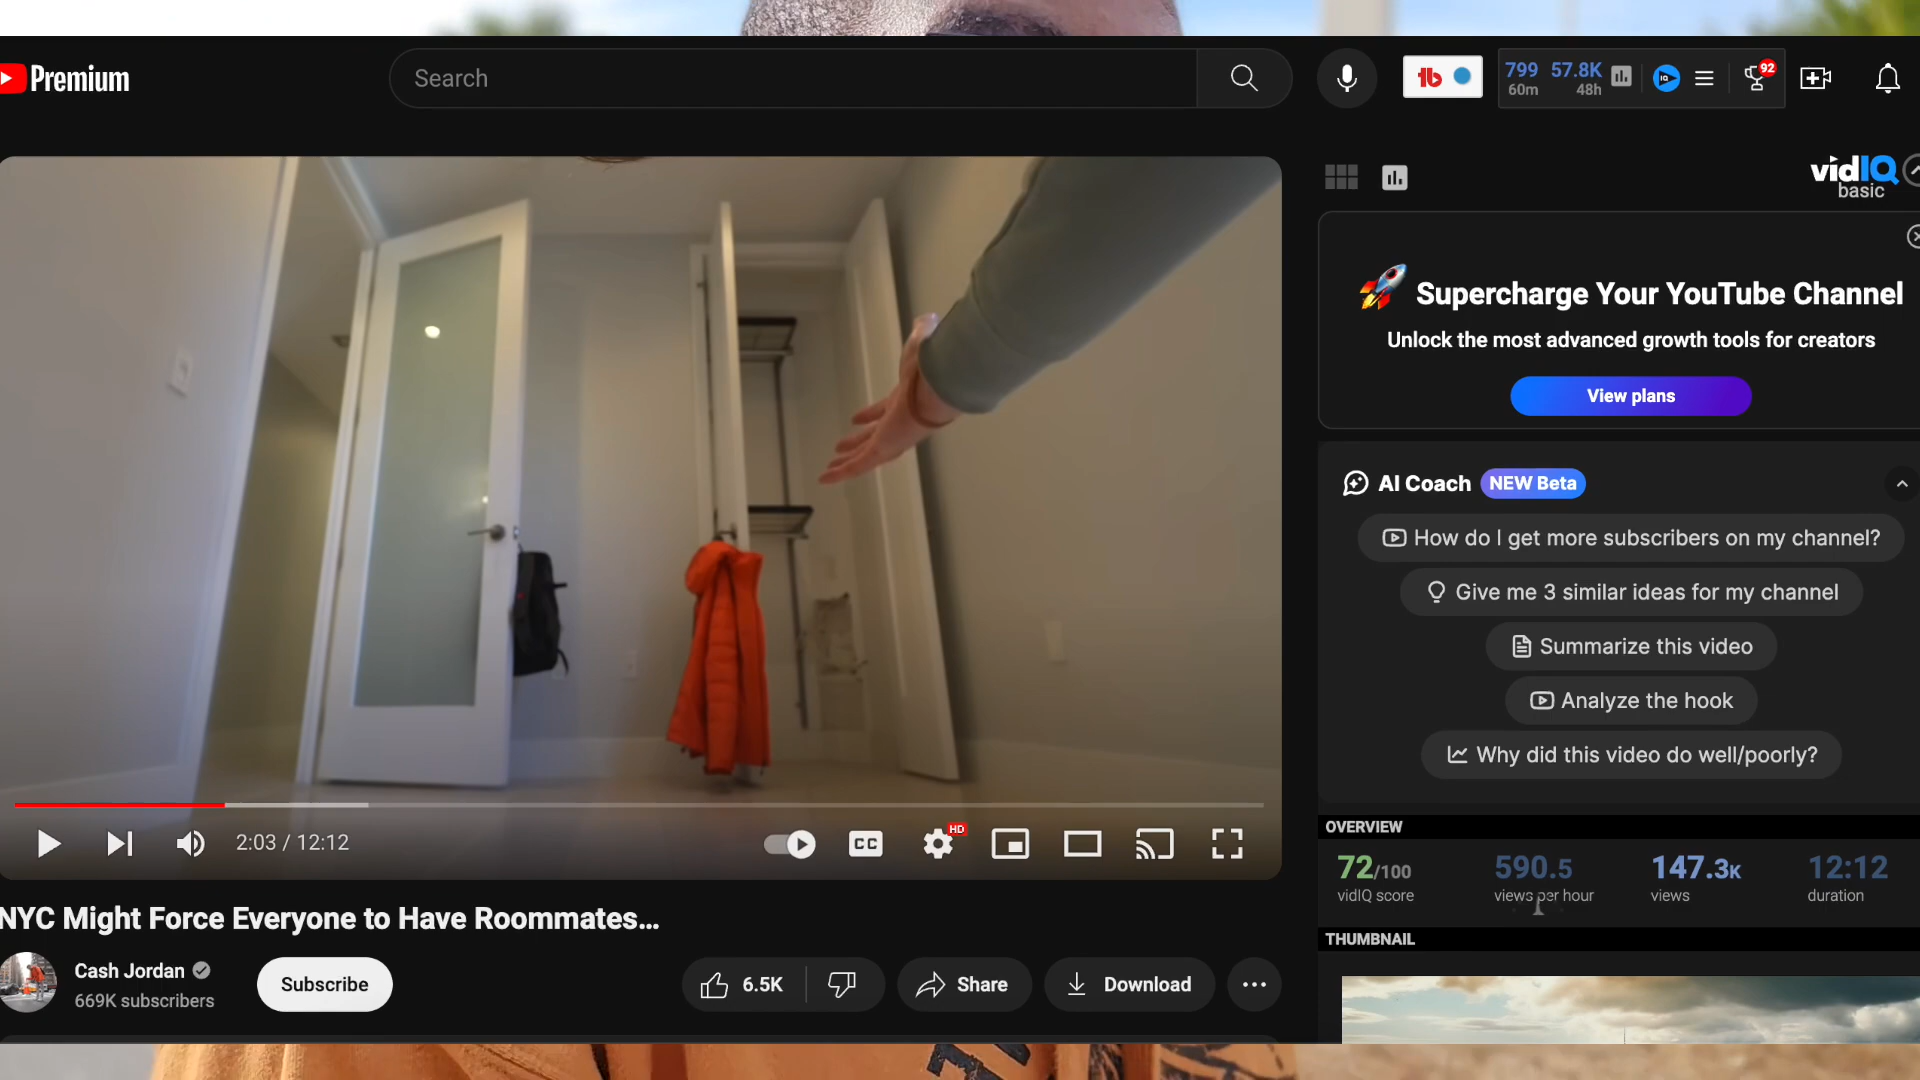 Premium
Search
799 57.8K
60m 48h
92
vidIQ
basic
Supercharge Your YouTube Channel
Unlock the most advanced growth tools for creators
View plans
AI Coach NEW Beta
How do I get more subscribers on my channel?
Give me 3 similar ideas for my channel
Summarize this video
Analyze the hook
Why did this video do well/poorly?
2:03 / 12:12
CC
HD
OVERVIEW
72/100 590.5 147.3K 12:12
vidIQ score views per hour views duration
THUMBNAIL
NYC Might Force Everyone to Have Roommates...
Cash Jordan
669K subscribers
Subscribe
6.5K
Share
Download